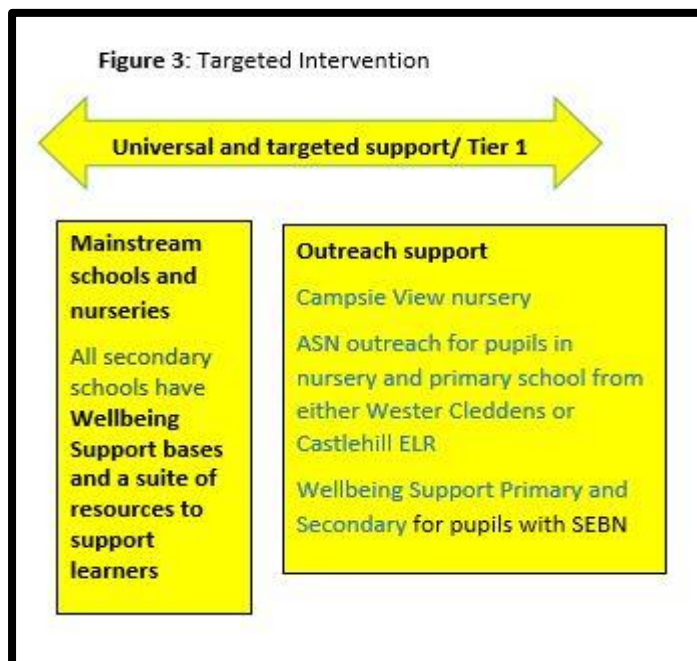 Figure 3: Targeted Intervention
Universal and targeted support/ Tier 1
Mainstream
schools and
nurseries
All secondary
schools have
Wellbeing
Support bases
and a suite of
resources to
support
learners
Outreach support
Campsie View nursery
ASN outreach for pupils in
nursery and primary school from
either Wester Cleddens or
Castlehill ELR
Wellbeing Support Primary and
Secondary for pupils with SEBN